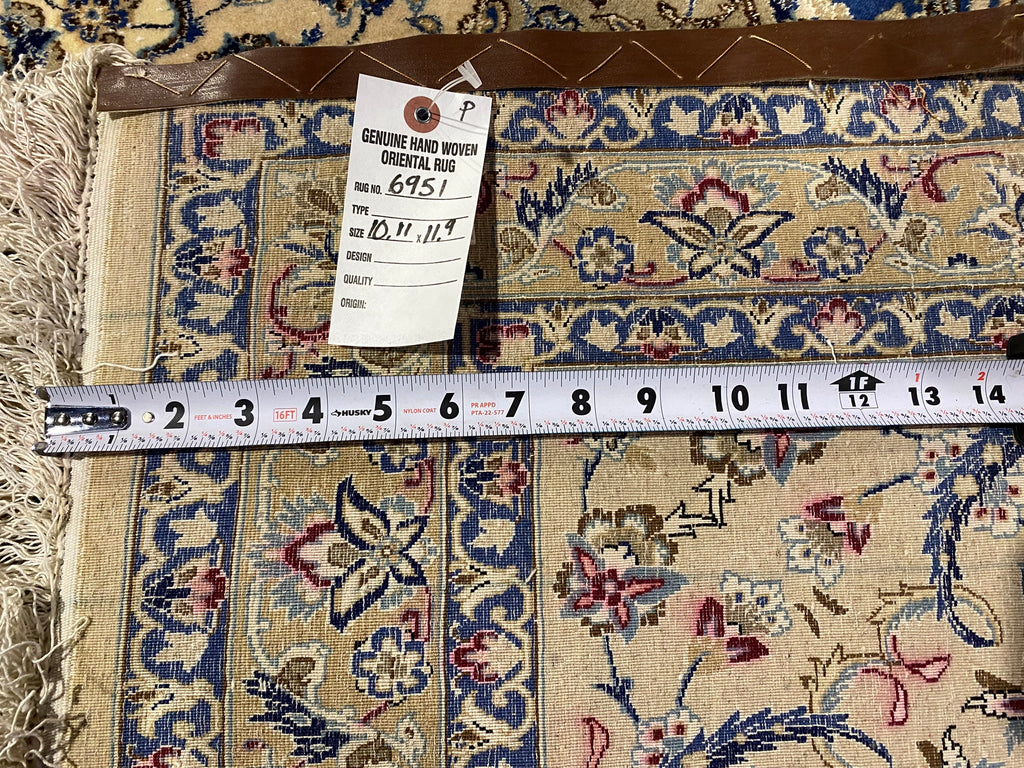 P
GENUINE HAND WOVEN
ORIENTAL RUG
RUG NO. 6951
TYPE
SIZE 10.11 x 11.9
DESIGN
QUALITY
ORIGIN:
1 2 FEET & INCHES 3 16FT 4 HUSKY 5 NYLON COAT 6 PR APPD PTA-22-577 7 8 9 10 11 1F 12 1 13 2 14
1